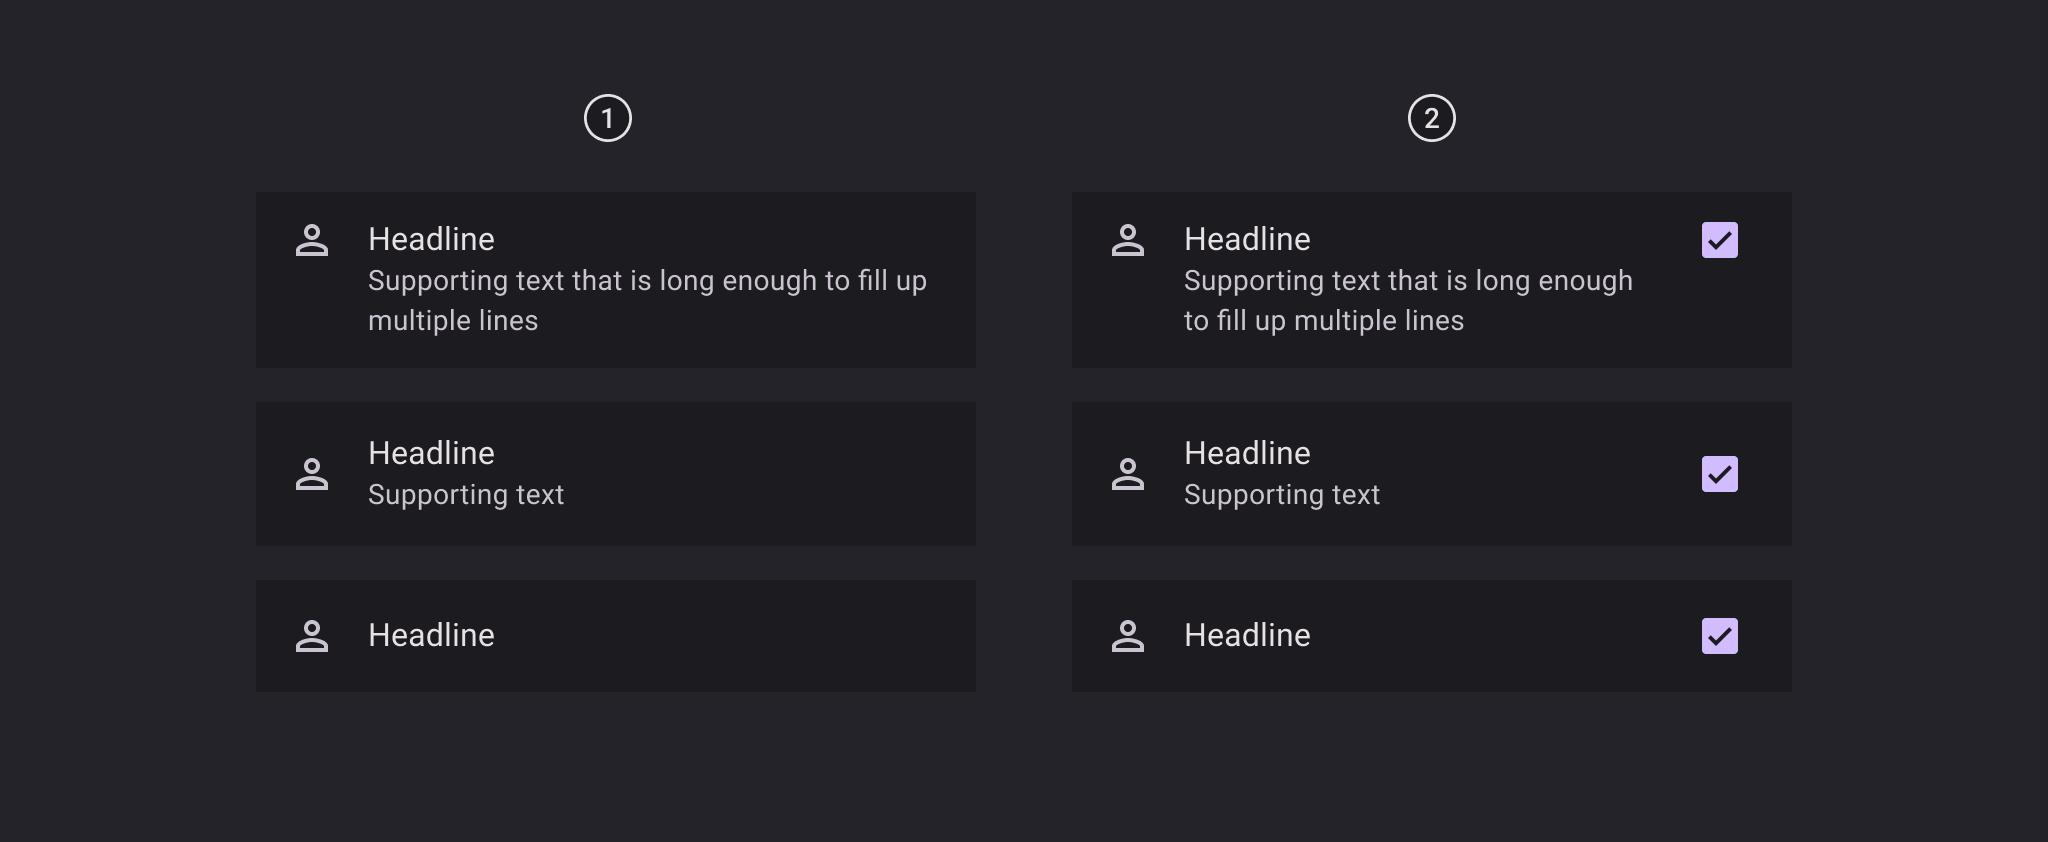 1
Headline
Supporting text that is long enough to fill up
multiple lines
Headline
Supporting text
Headline
2
Headline
Supporting text that is long enough
to fill up multiple lines
Headline
Supporting text
Headline